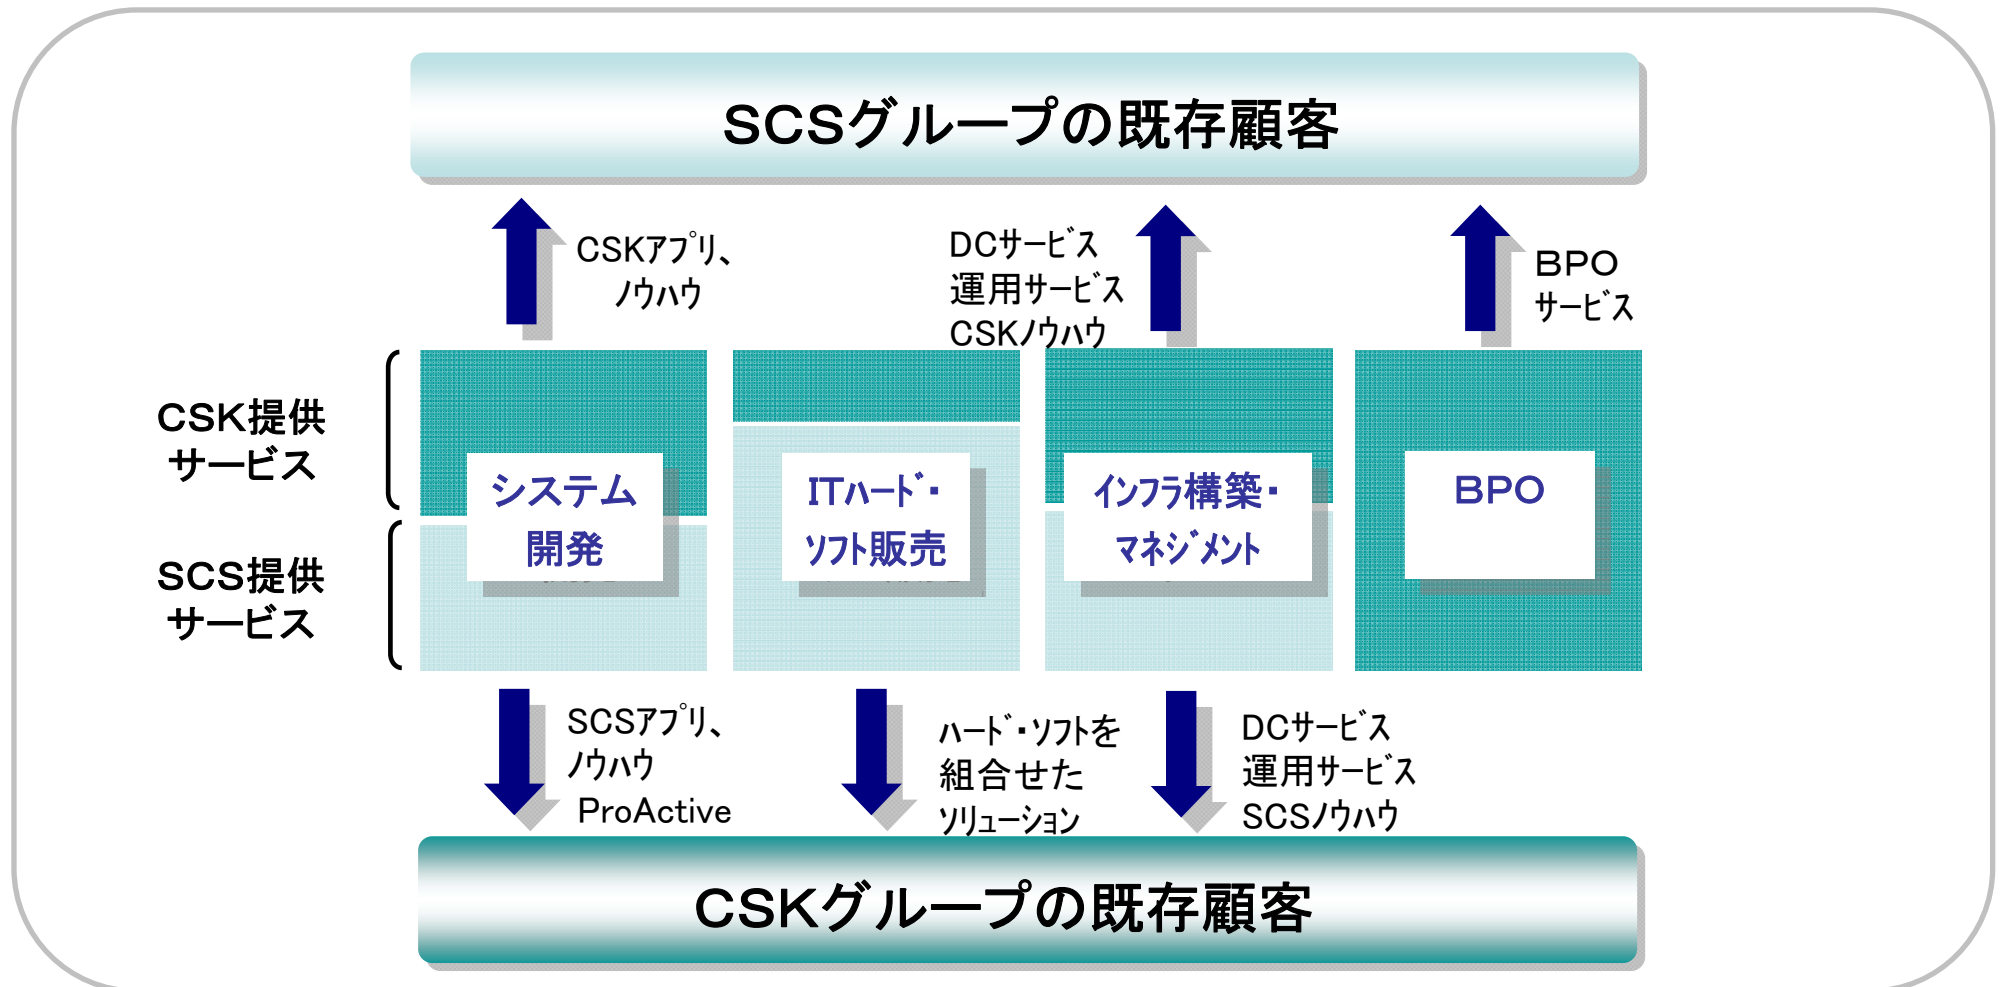 SCSグループの既存顧客
CSKアプリ、
ノウハウ
DCサービス
運用サービス
CSKノウハウ
BPO
サービス
CSK提供
サービス
SCS提供
サービス
システム
開発
ITハード・
ソフト販売
インフラ構築・
マネジメント
BPO
SCSアプリ、
ノウハウ
ProActive
ハード・ソフトを
組合せた
ソリューション
DCサービス
運用サービス
SCSノウハウ
CSKグループの既存顧客